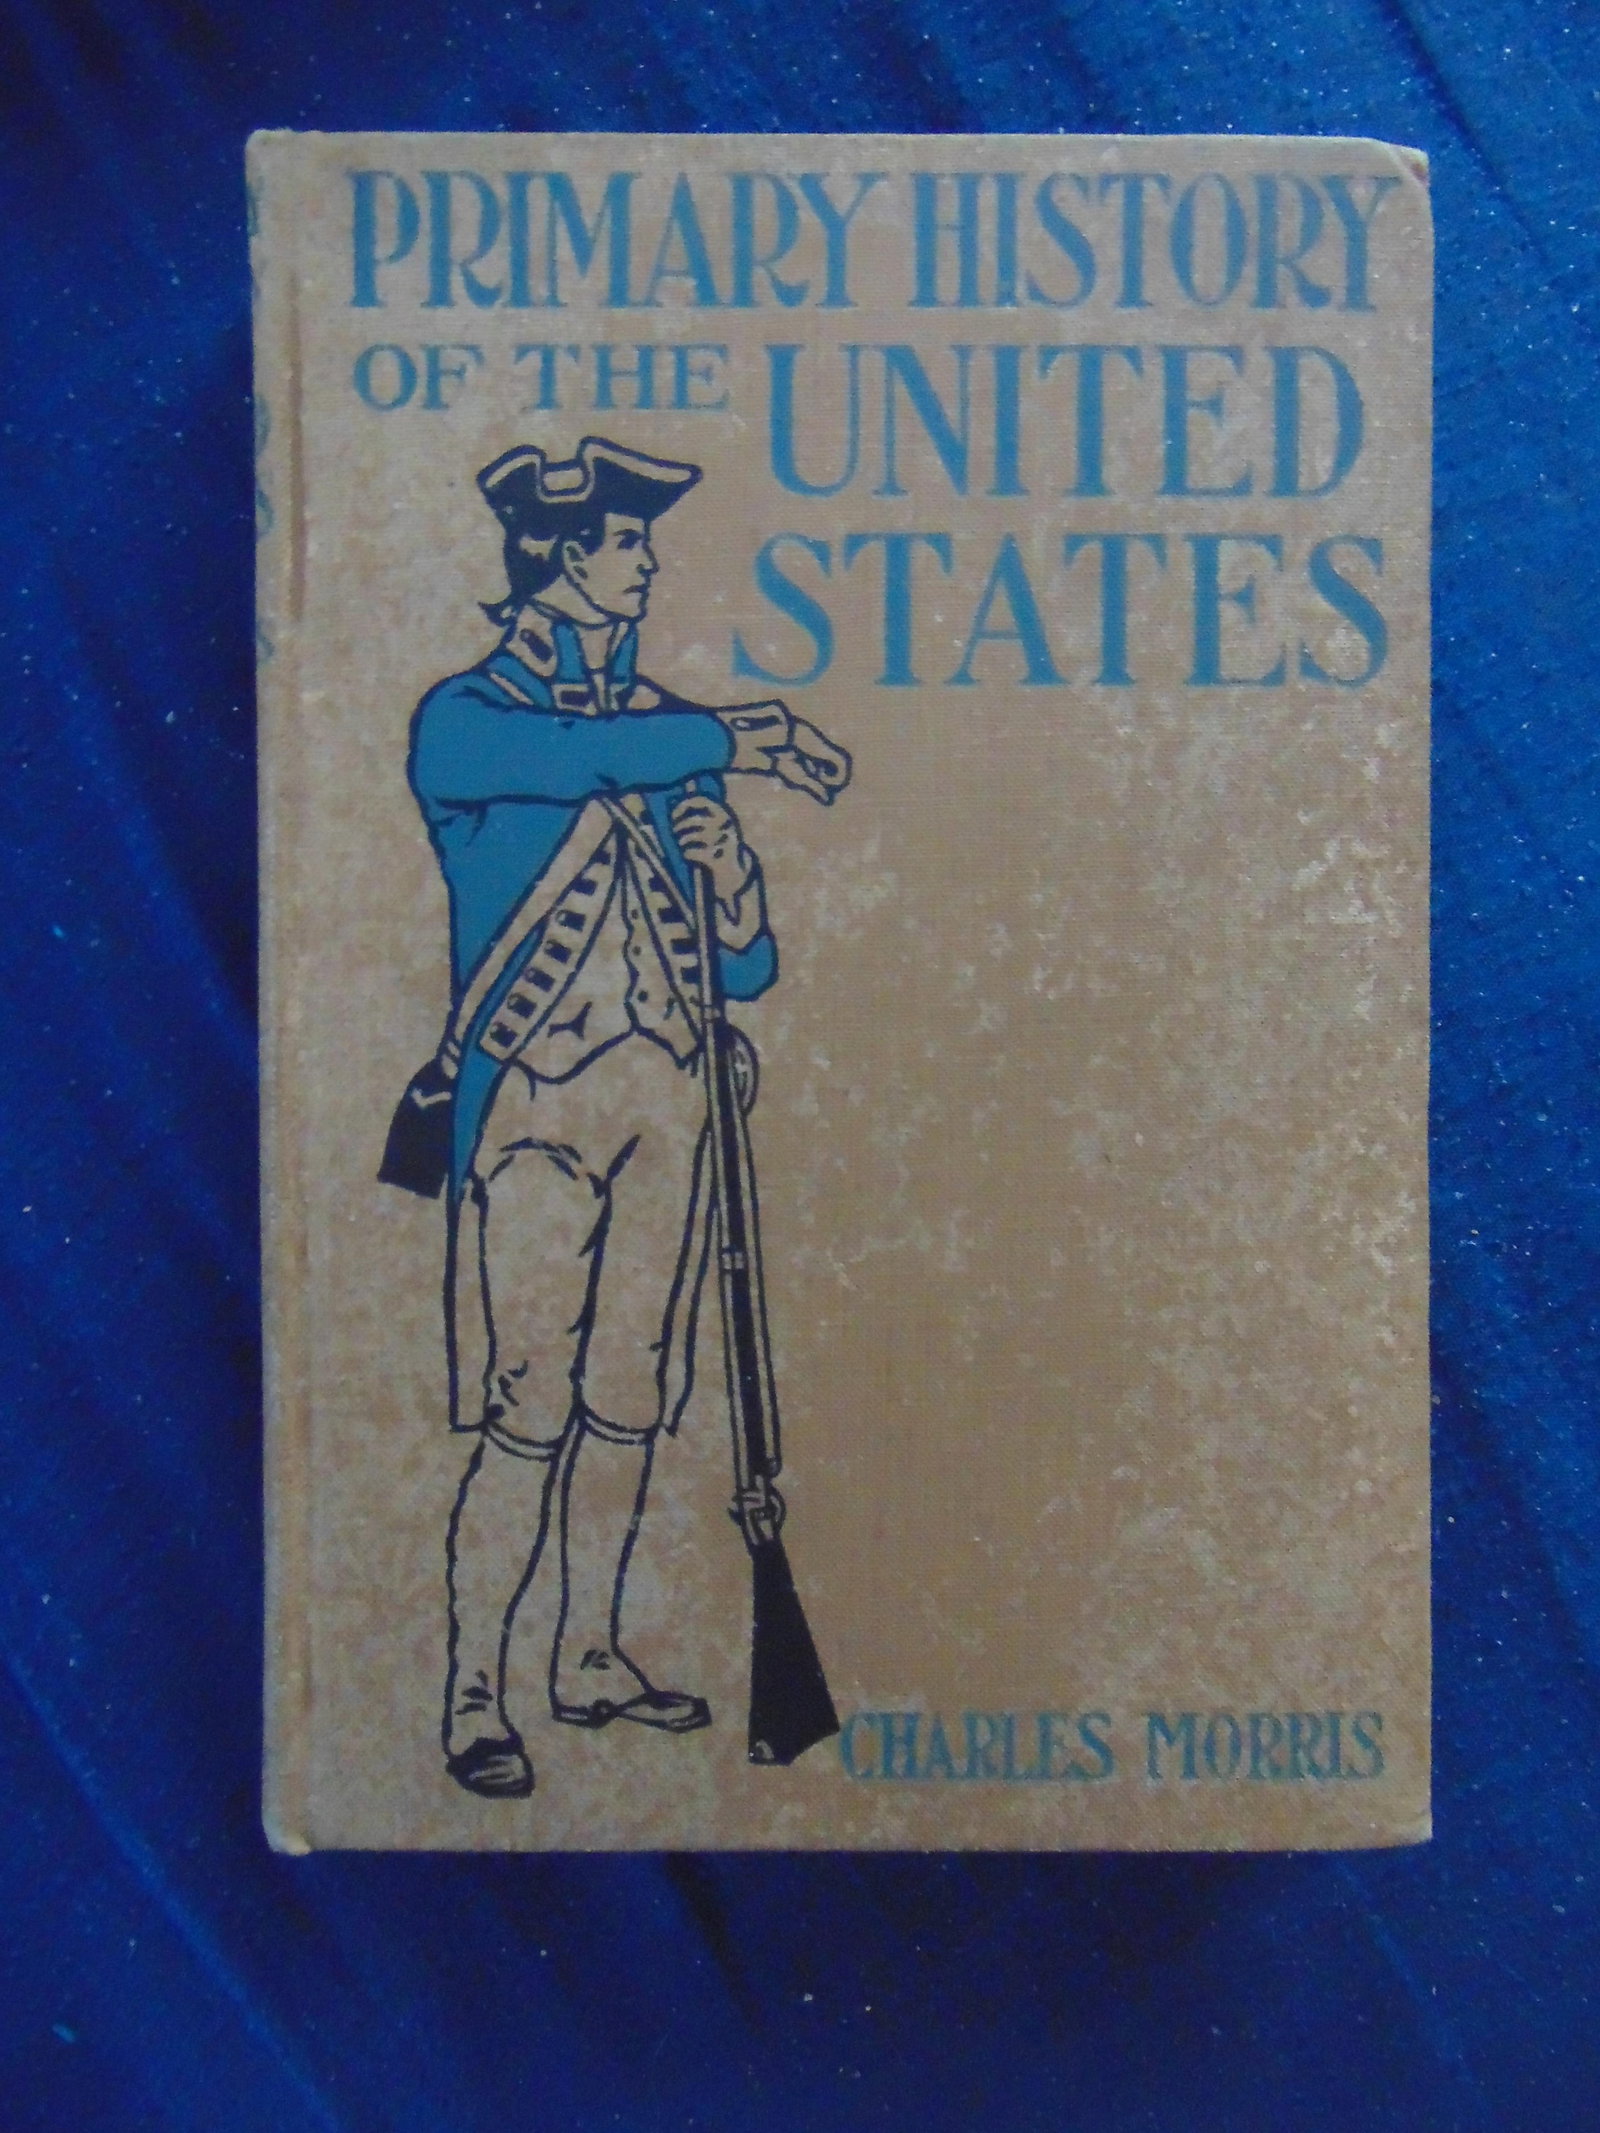 PRIMARY HISTORY
OF THE UNITED
STATES
CHARLES MORRIS